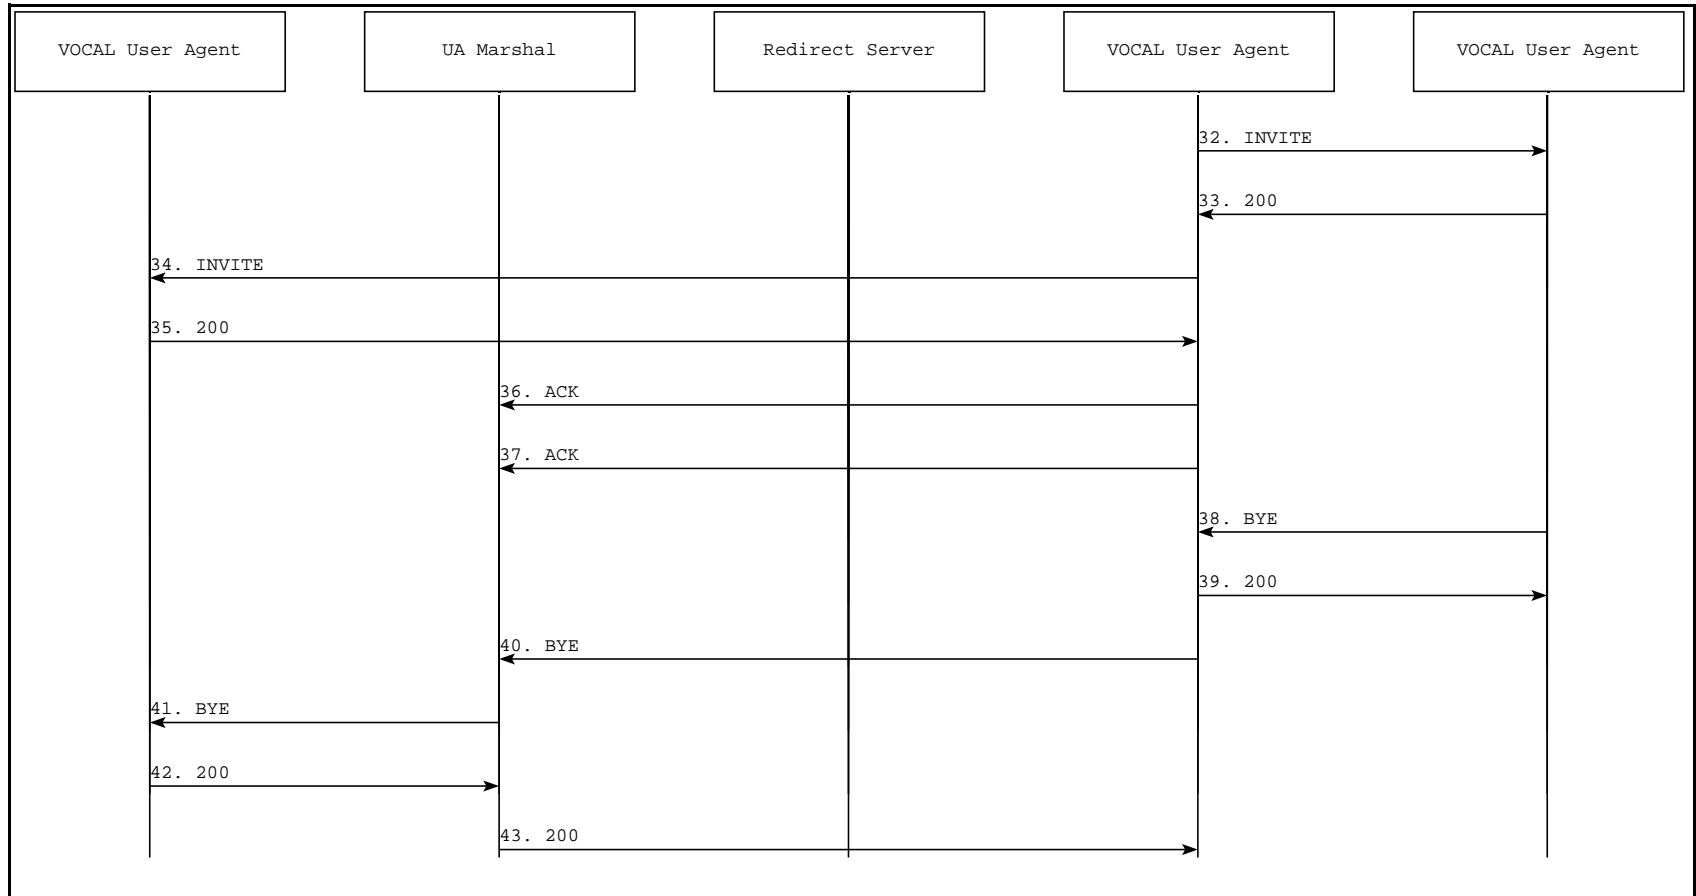 VOCAL User Agent
UA Marshal
Redirect Server
VOCAL User Agent
VOCAL User Agent
32. INVITE
33. 200
34. INVITE
35. 200
36. ACK
37. ACK
38. BYE
39. 200
40. BYE
41. BYE
42. 200
43. 200